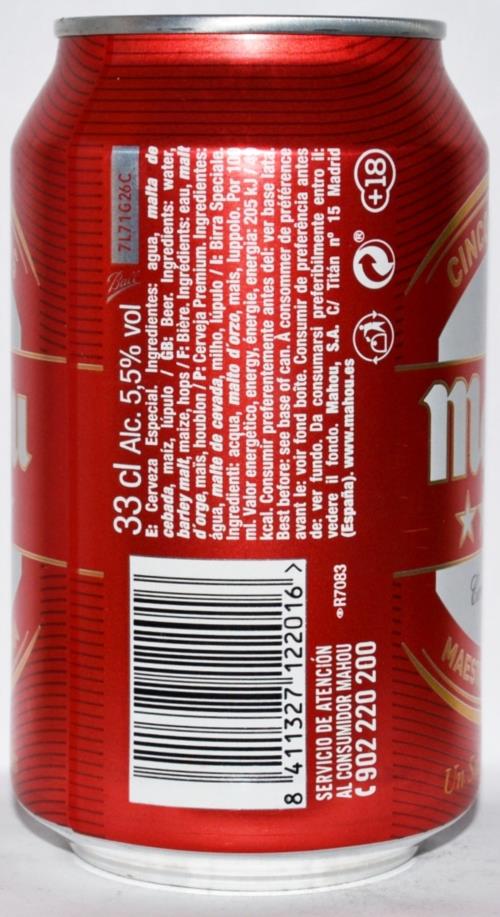 7L71G26C
Ball
33 cl Alc. 5,5% vol
E: Cerveza Especial. Ingredientes: agua, malta de
cebada, maíz, lúpulo / GB: Beer. Ingredients: water,
barley malt, maize, hops / F: Bière. Ingrédients: eau, malt
d'orge, maïs, houblon / P: Cerveja Premium. Ingredientes:
água, malte de cevada, milho, lúpulo / I: Birra Speciale.
Ingredienti: acqua, malto d'orzo, mais, luppolo. Por 100
ml. Valor energético, energy, énergie, energia: 205 kJ /
kcal. Consumir preferentemente antes del: ver base lata.
Best before: see base of can. À consommer de préférence
avant le: voir fond boîte. Consumir de preferência antes
de: ver fundo. Da consumarsi preferibilmente entro il:
vedere il fondo. Mahou, S.A. C/ Titán nº 15 Madrid
(España). www.mahou.es
®
+18
8 411327 122016 >
R7083
SERVICIO DE ATENCIÓN
AL CONSUMIDOR MAHOU
902 220 200
CINC
m
MAES
Un S
u